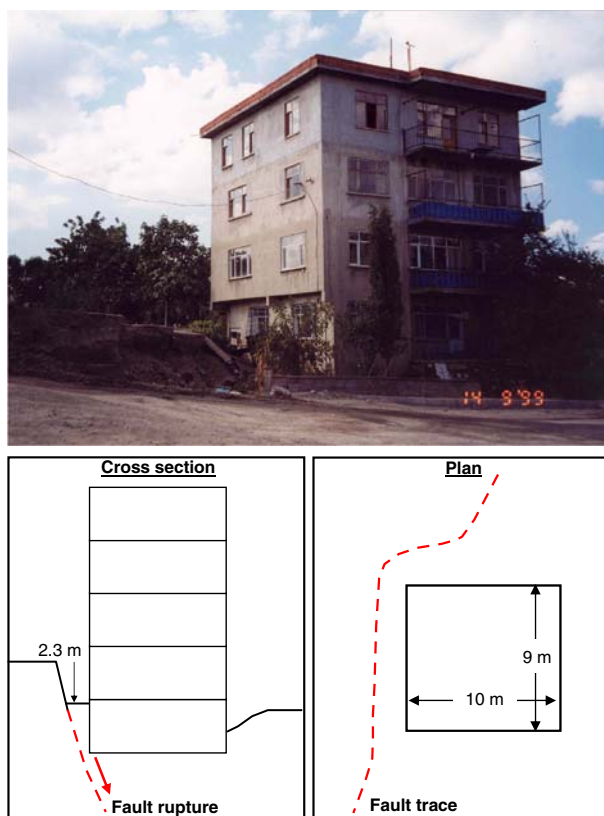 14 9'99
Cross section
2.3 m
Fault rupture
Plan
9 m
10 m
Fault trace